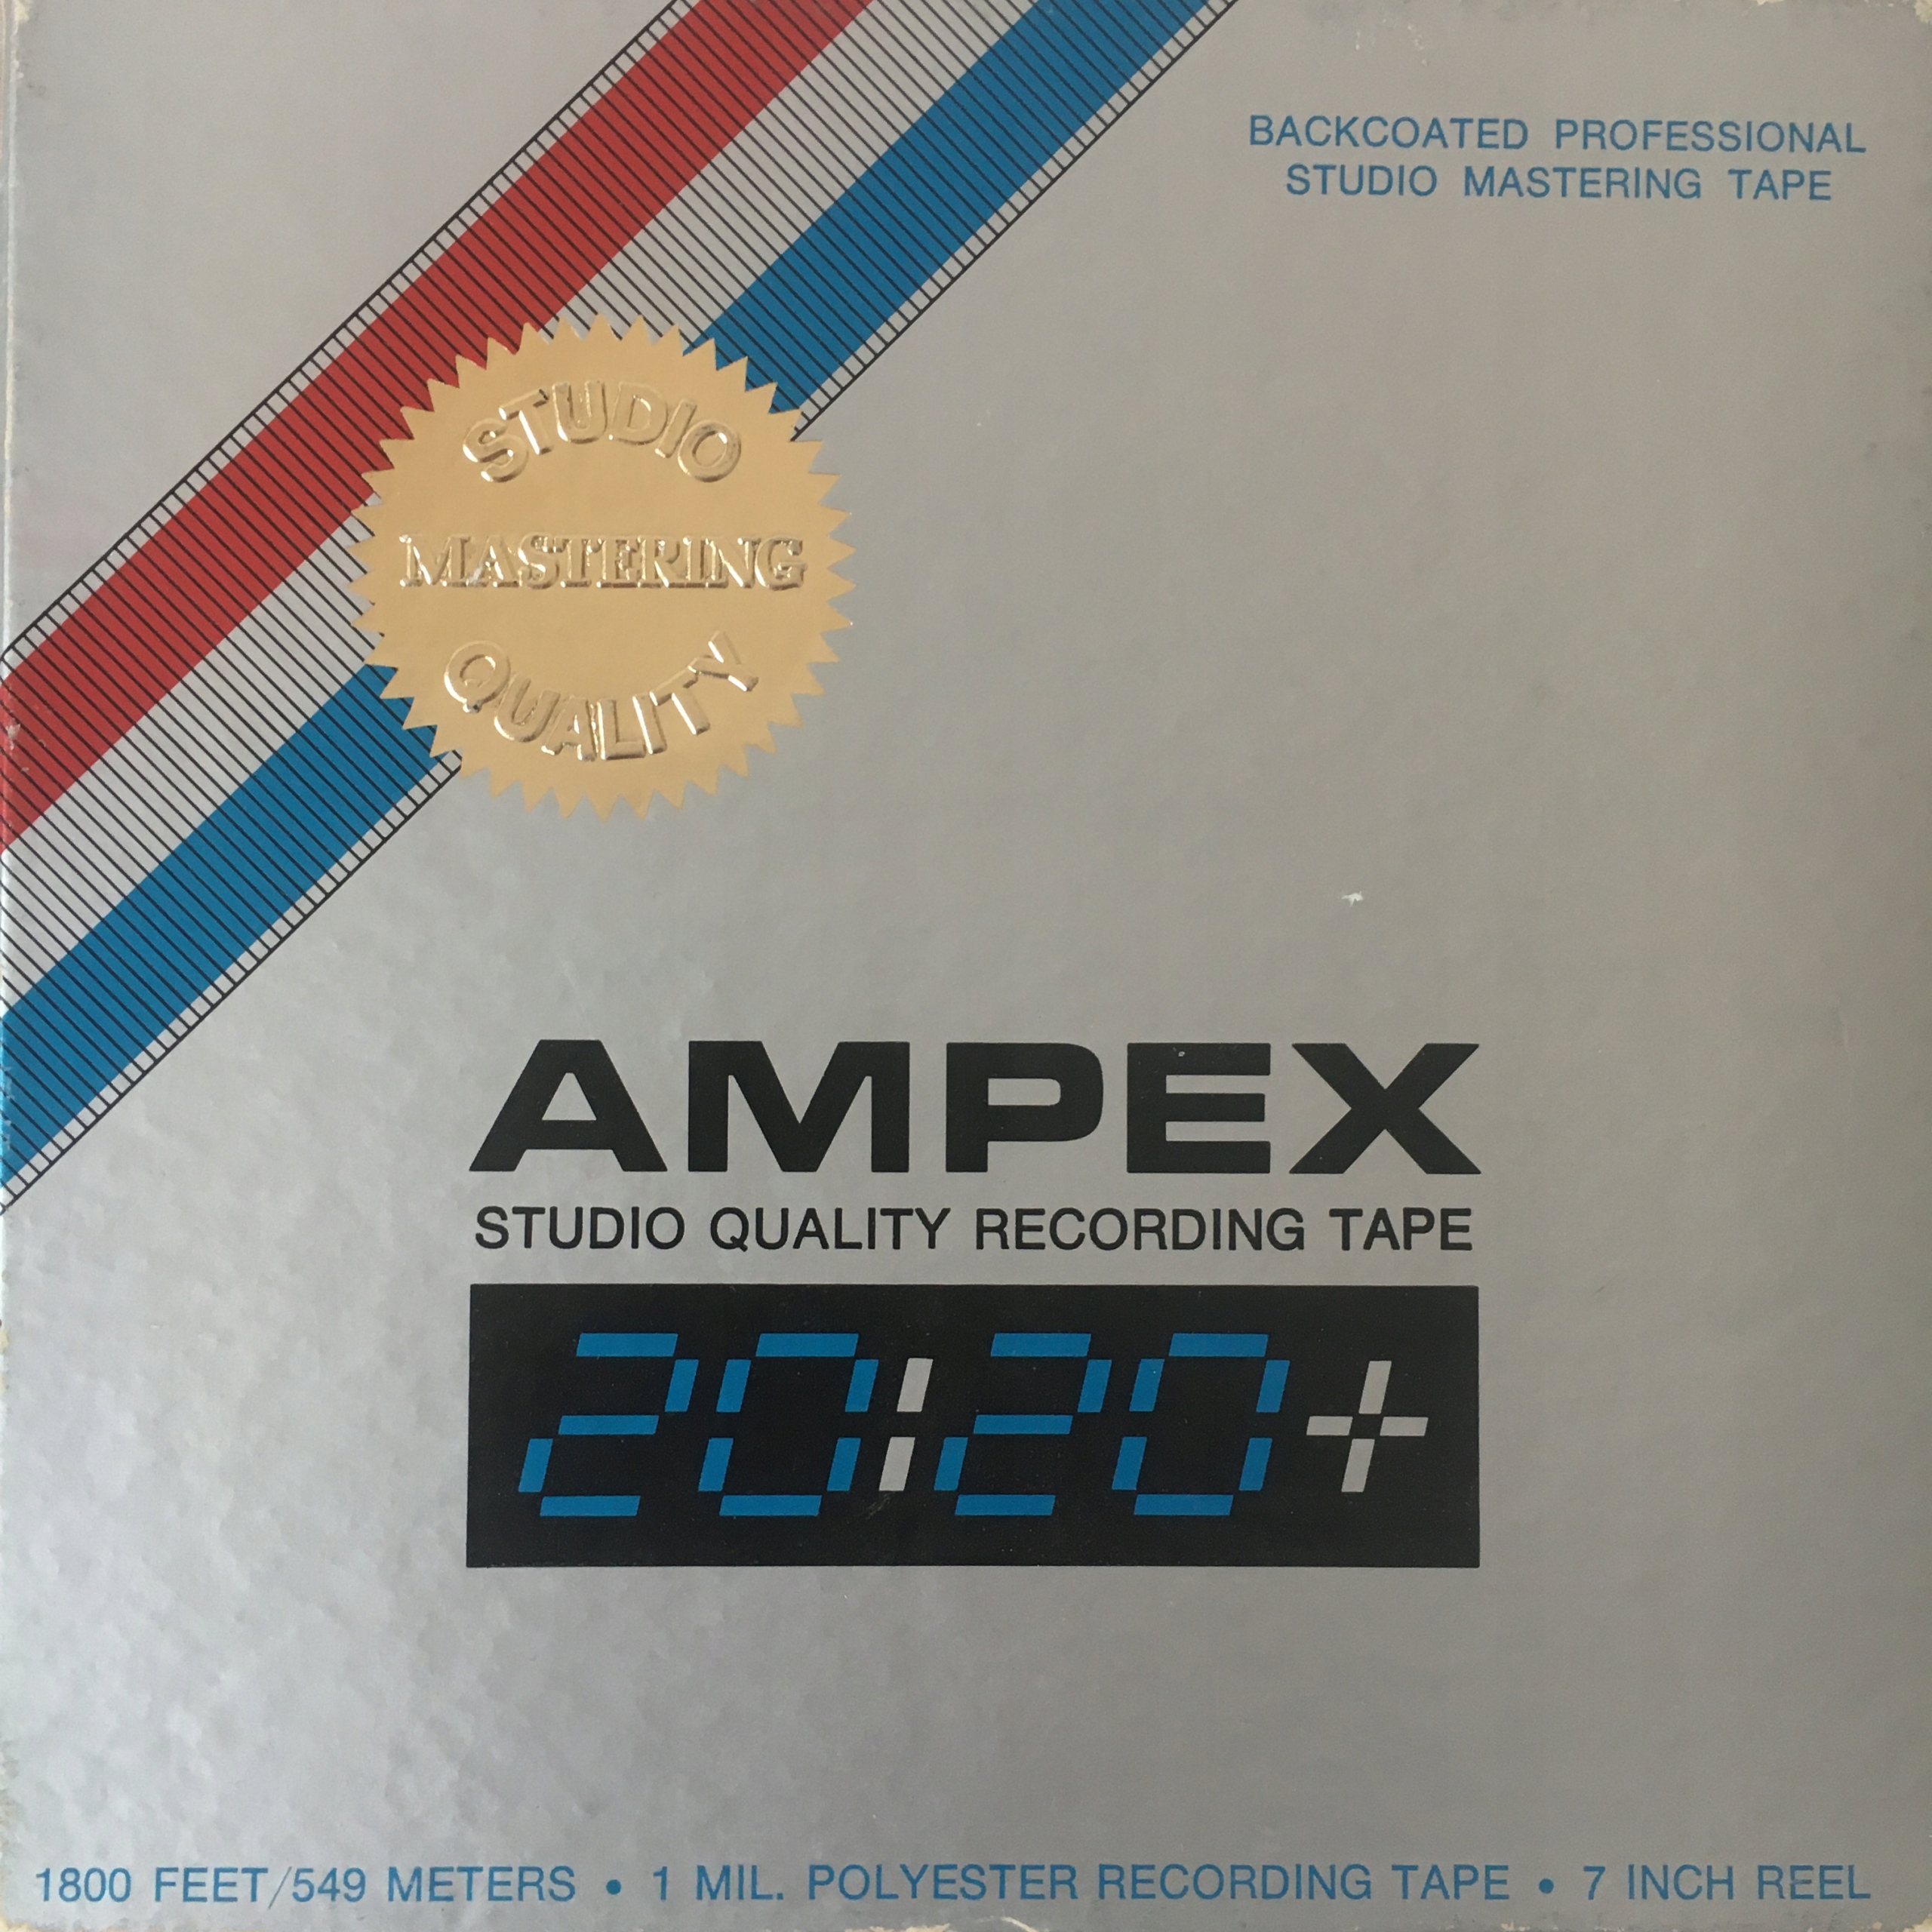 BACKCOATED PROFESSIONAL
STUDIO MASTERING TAPE
STUDIO
MASTERING
QUALITY
AMPEX
STUDIO QUALITY RECORDING TAPE
20:20+
1800 FEET/549 METERS • 1 MIL. POLYESTER RECORDING TAPE • 7 INCH REEL